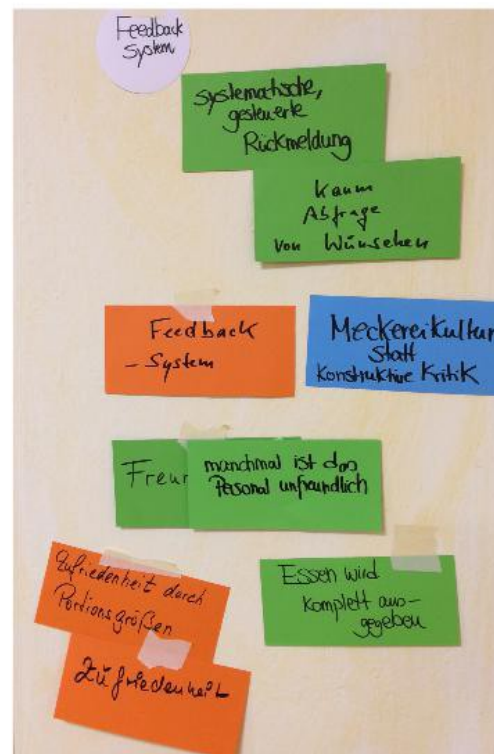 Feedback
System
systematische,
gesteuerte
Rückmeldung
Kaum
Abfrage
von Wünschen
Feedback
- System
Meckereikultur
statt
konstruktive Kritik
Freun
manchmal ist das
Personal unfreundlich
Zufriedenheit durch
Portionsgrößen
Zufriedenheit
Essen wird
komplett aus-
gegeben